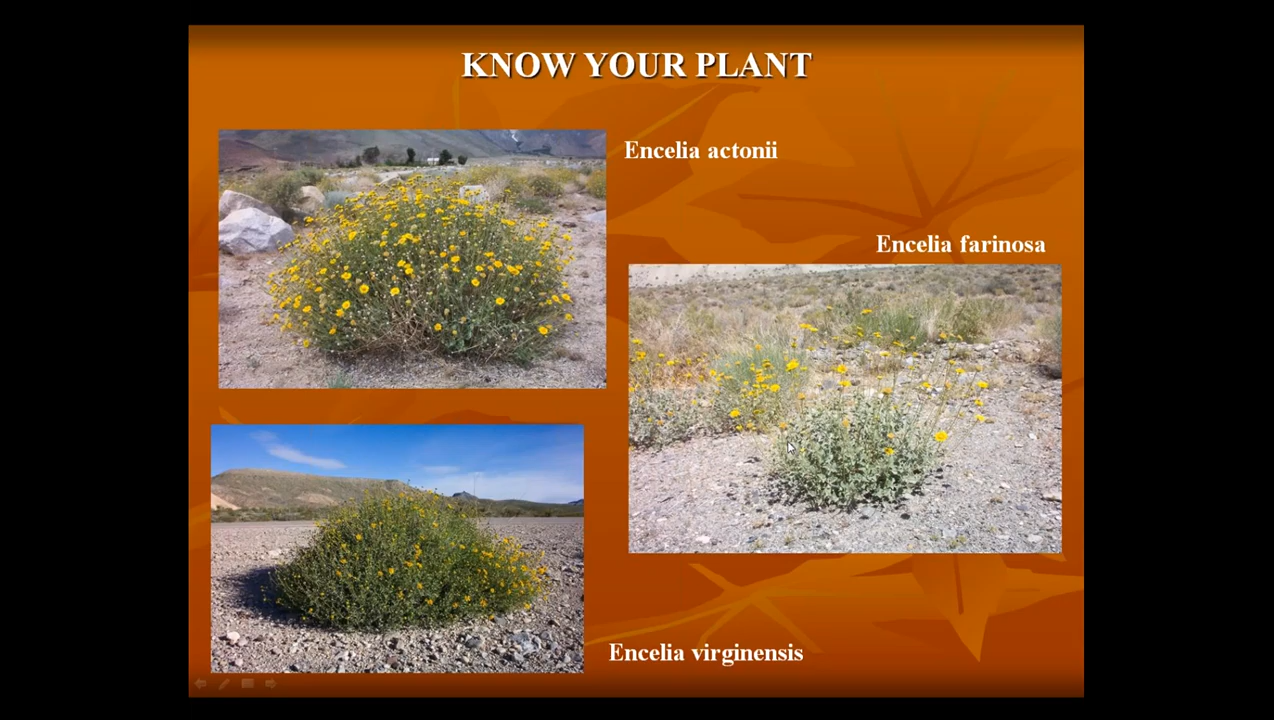 KNOW YOUR PLANT
Encelia actonii
Encelia farinosa
Encelia virginensis